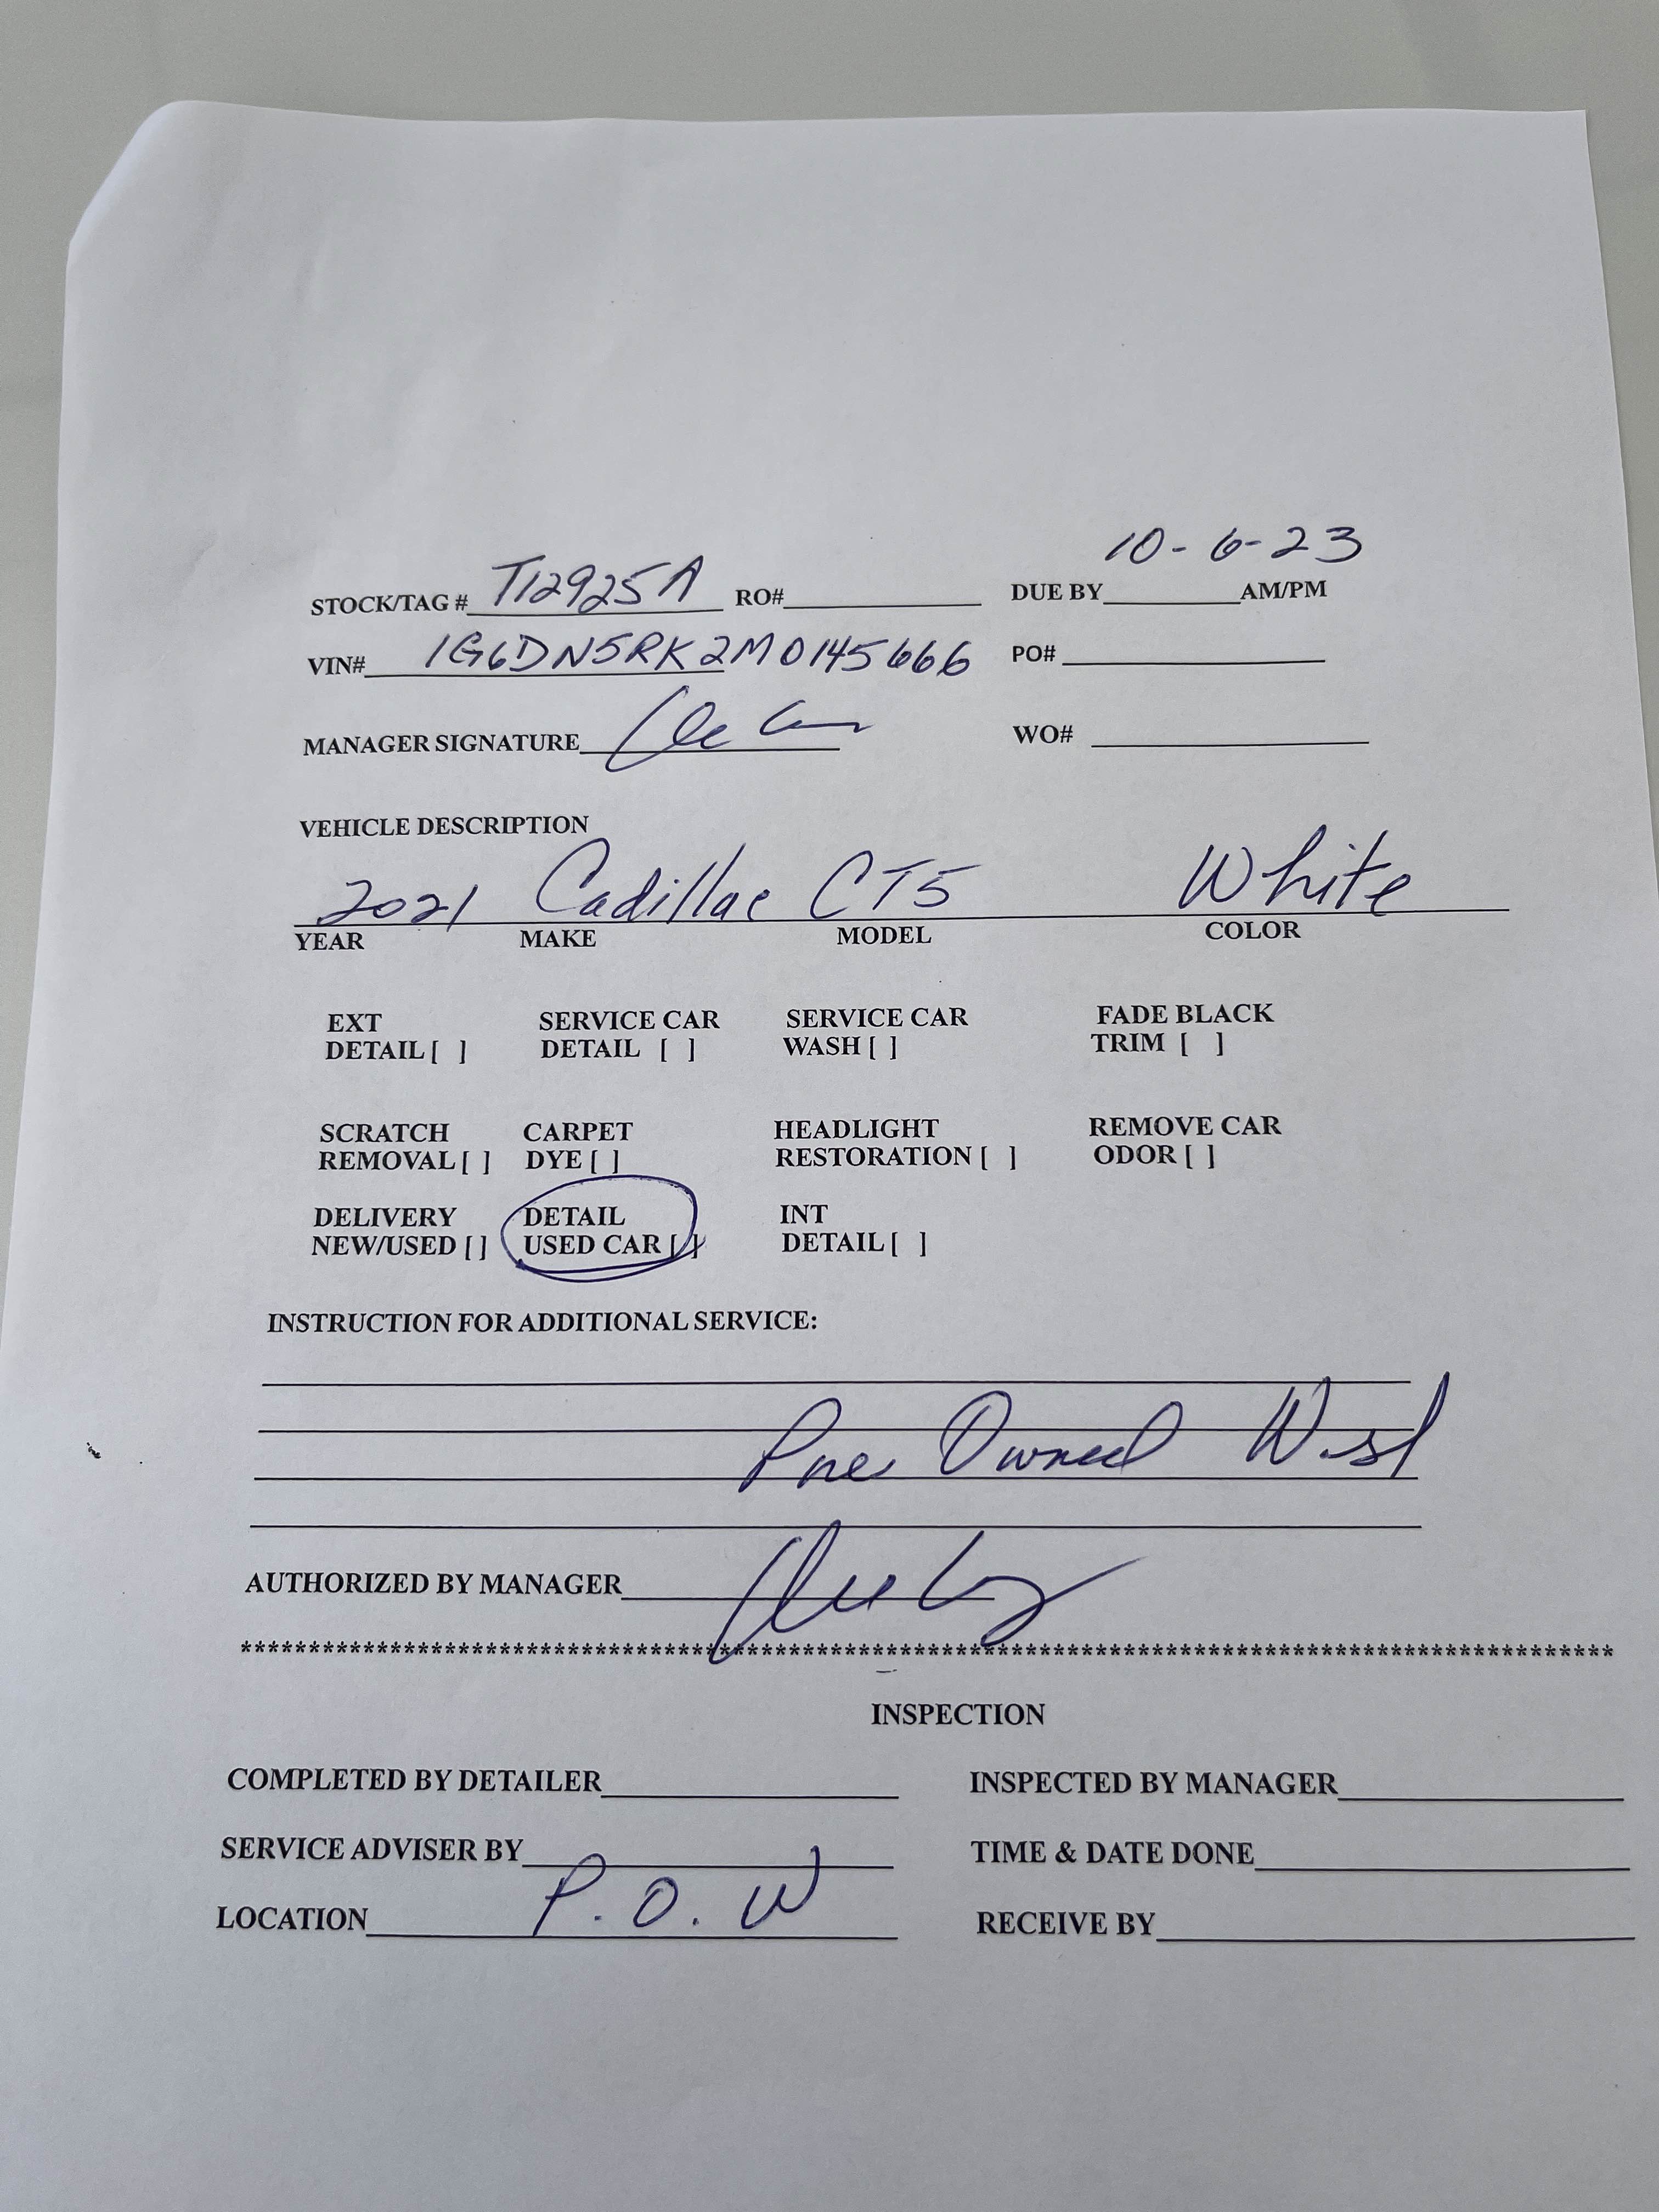 10-6-23
STOCK/TAG # T12925A RO# DUE BY AM/PM
VIN# 1G6DN5RK2M0145666 PO#
MANAGER SIGNATURE WO#
VEHICLE DESCRIPTION
2021 Cadillac CT5 White
YEAR MAKE MODEL COLOR
EXT SERVICE CAR SERVICE CAR FADE BLACK
DETAIL [ ] DETAIL [ ] WASH [ ] TRIM [ ]
SCRATCH CARPET HEADLIGHT REMOVE CAR
REMOVAL [ ] DYE [ ] RESTORATION [ ] ODOR [ ]
DELIVERY DETAIL INT
NEW/USED [ ] USED CAR [ ] DETAIL [ ]
INSTRUCTION FOR ADDITIONAL SERVICE:
Pre Owned West
AUTHORIZED BY MANAGER
****************************************************************************************************
INSPECTION
COMPLETED BY DETAILER INSPECTED BY MANAGER
SERVICE ADVISER BY TIME & DATE DONE
LOCATION P.O.W RECEIVE BY